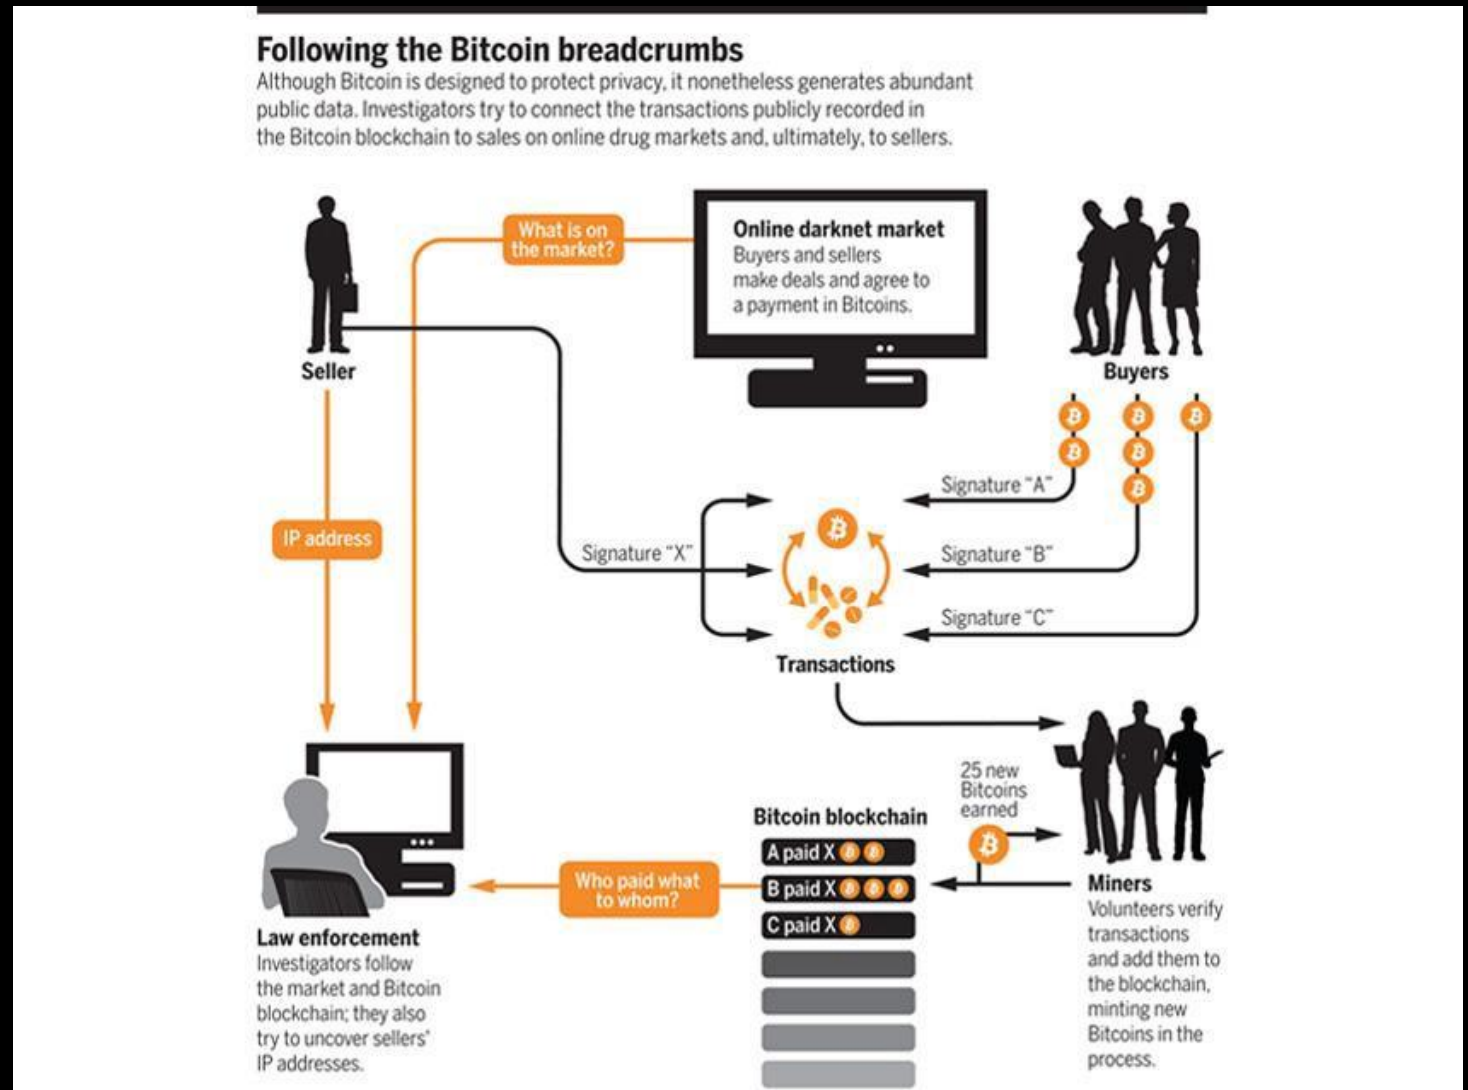 Following the Bitcoin breadcrumbs
Although Bitcoin is designed to protect privacy, it nonetheless generates abundant
public data. Investigators try to connect the transactions publicly recorded in
the Bitcoin blockchain to sales on online drug markets and, ultimately, to sellers.
What is on
the market?
Online darknet market
Buyers and sellers
make deals and agree to
a payment in Bitcoins.
Seller
Buyers
IP address
Signature "X"
Signature "A"
Signature "B"
Signature "C"
Transactions
25 new
Bitcoins
earned
Bitcoin blockchain
A paid X
B paid X
C paid X
Who paid what
to whom?
Miners
Volunteers verify
transactions
and add them to
the blockchain,
minting new
Bitcoins in the
process.
Law enforcement
Investigators follow
the market and Bitcoin
blockchain; they also
try to uncover sellers'
IP addresses.